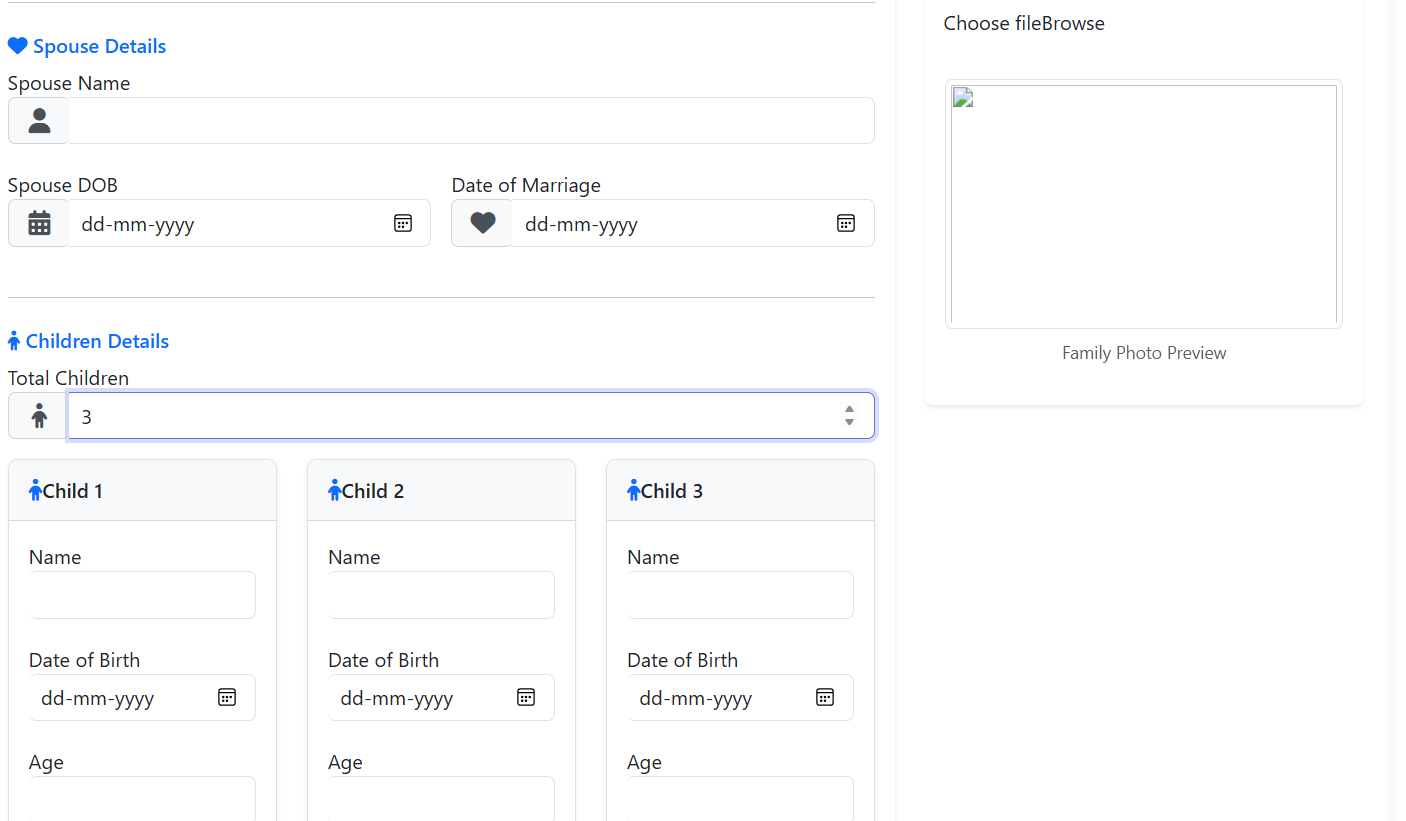 Spouse Details
Spouse Name
Spouse DOB
dd-mm-yyyy
Date of Marriage
dd-mm-yyyy
Children Details
Total Children
3
Child 1
Name
Date of Birth
dd-mm-yyyy
Age
Child 2
Name
Date of Birth
dd-mm-yyyy
Age
Child 3
Name
Date of Birth
dd-mm-yyyy
Age
Choose fileBrowse
Family Photo Preview